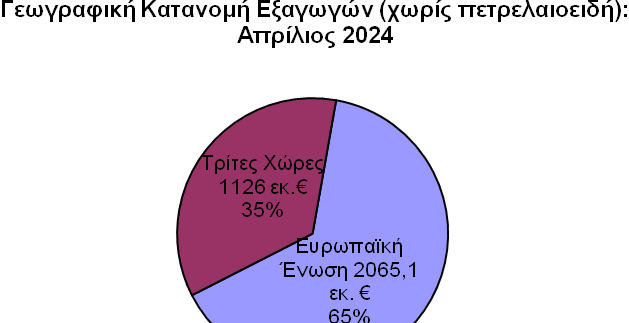 Γεωγραφική Κατανομή Εξαγωγών (χωρίς πετρελαιοειδή):
Απρίλιος 2024
Τρίτες Χώρες
1126 εκ.€
35%
Ευρωπαϊκή
Ένωση 2065,1
εκ. €
65%